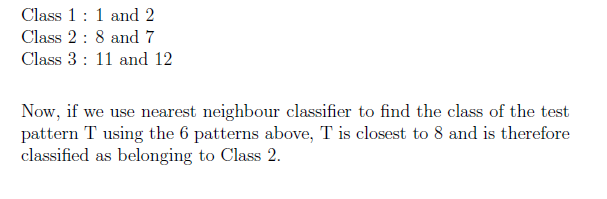 Class 1 : 1 and 2
Class 2 : 8 and 7
Class 3 : 11 and 12
Now, if we use nearest neighbour classifier to find the class of the test
pattern T using the 6 patterns above, T is closest to 8 and is therefore
classified as belonging to Class 2.